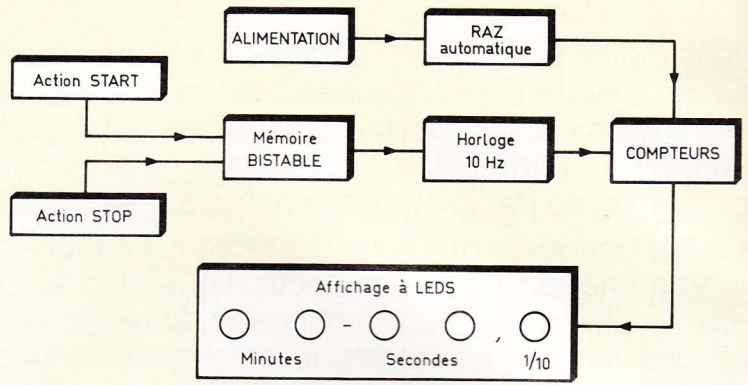 ALIMENTATION
RAZ
automatique
Action START
Mémoire
BISTABLE
Horloge
10 Hz
COMPTEURS
Action STOP
Affichage à LEDS
- ,
Minutes Secondes 1/10